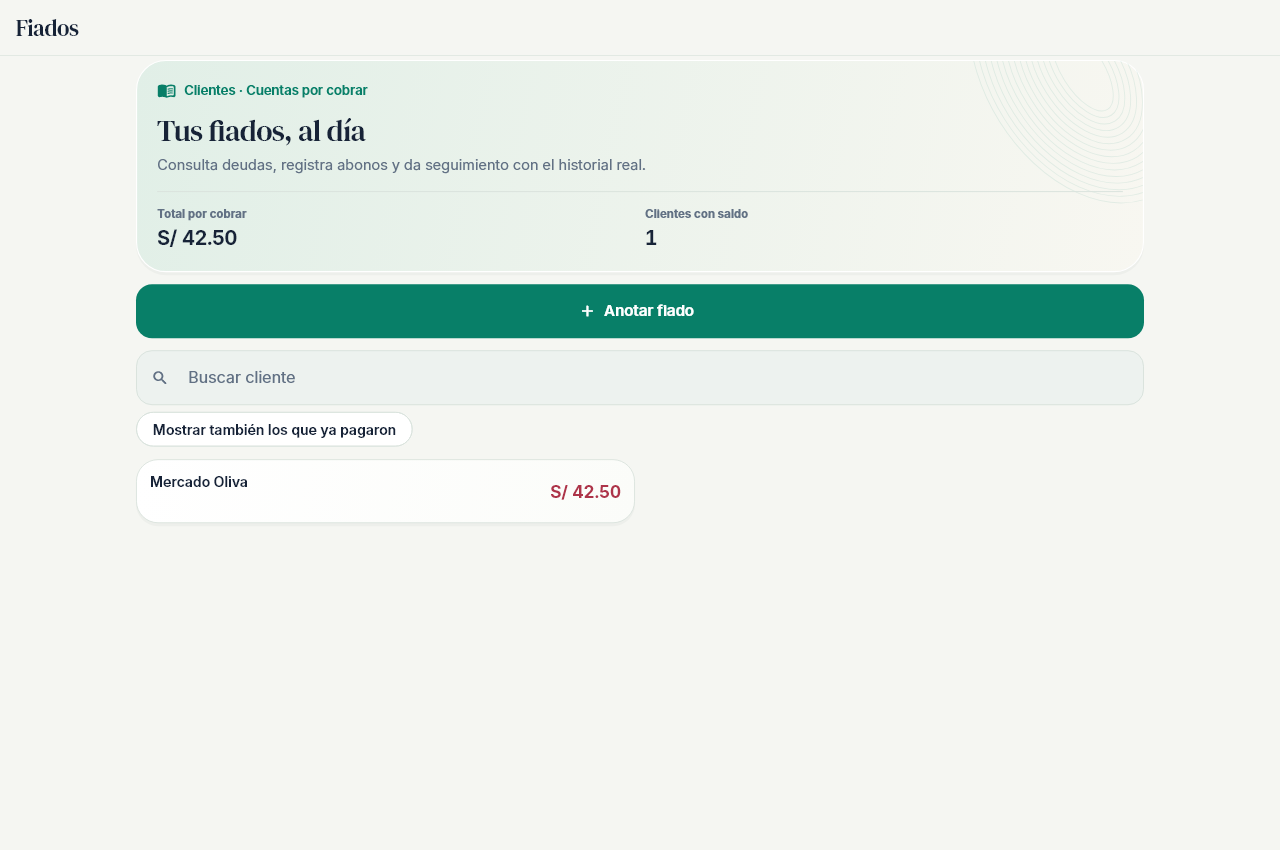 Fiados
Clientes · Cuentas por cobrar
Tus fiados, al día
Consulta deudas, registra abonos y da seguimiento con el historial real.
Total por cobrar
S/ 42.50
Clientes con saldo
1
+ Anotar fiado
Buscar cliente
Mostrar también los que ya pagaron
Mercado Oliva
S/ 42.50